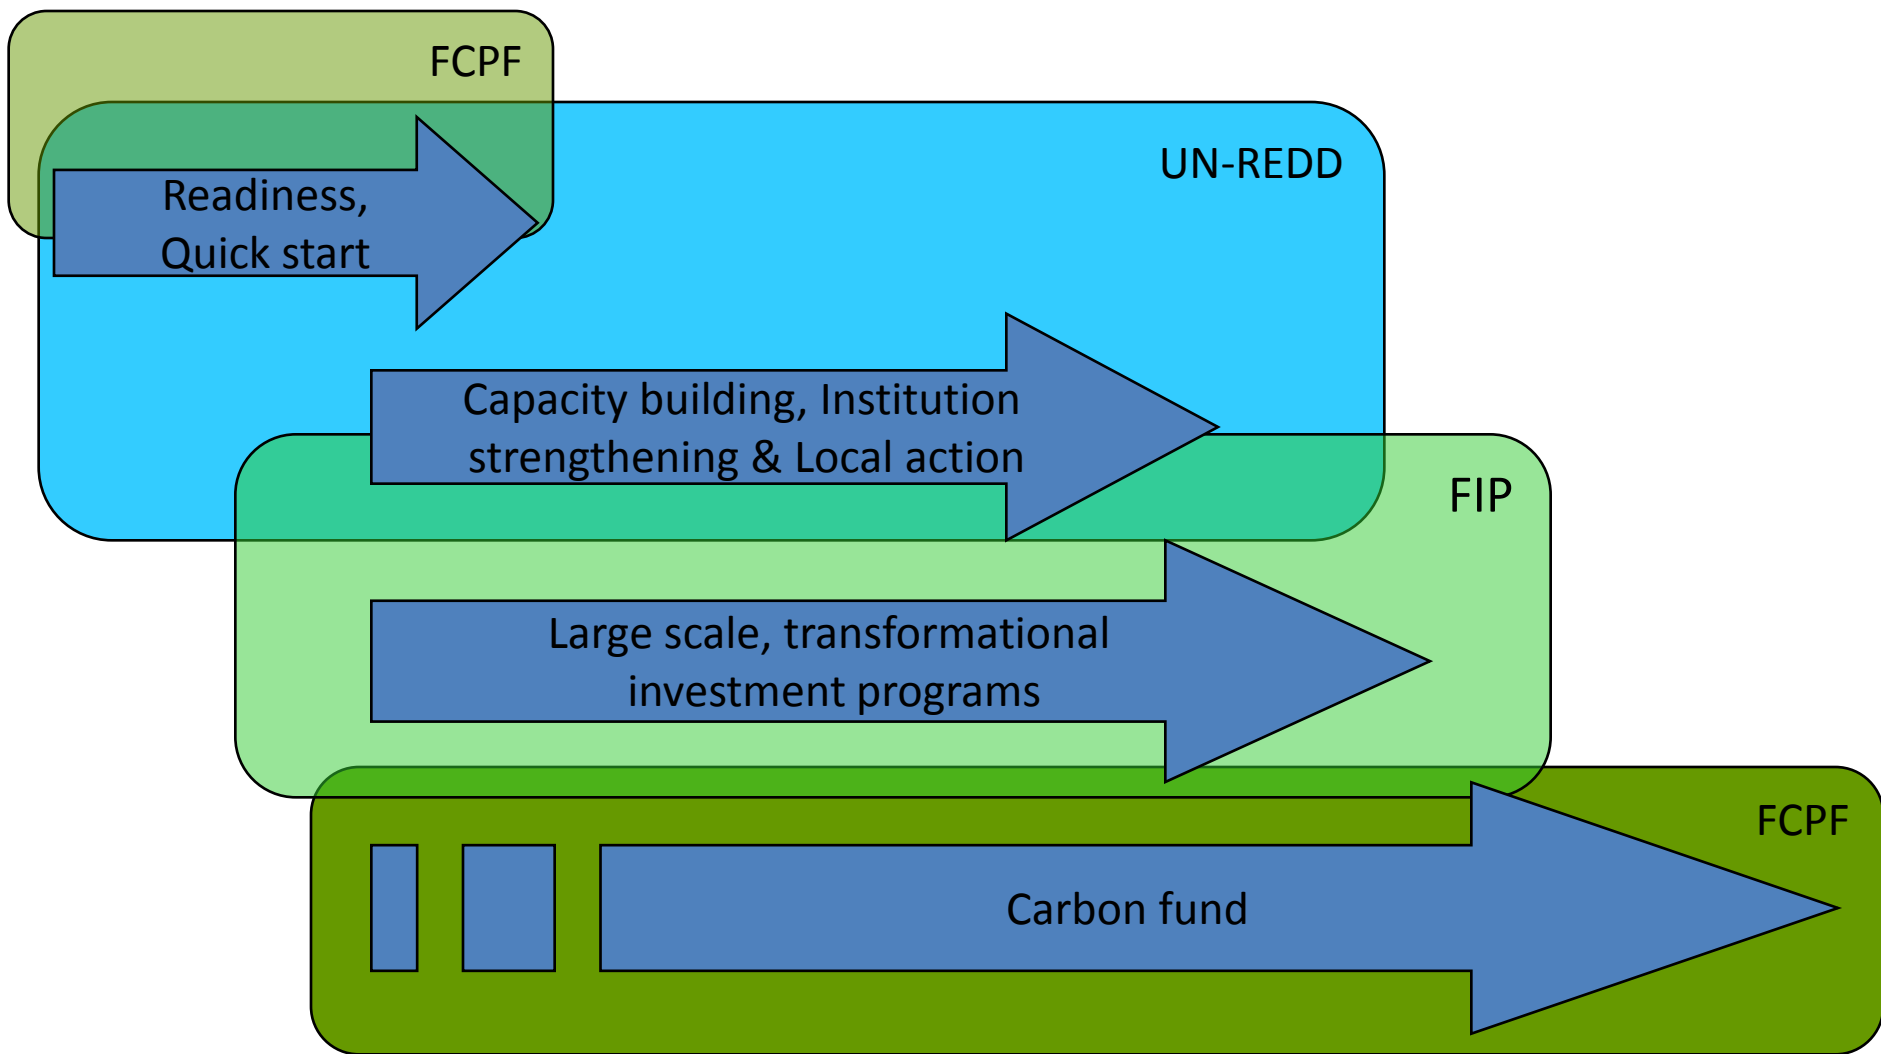 FCPF
UN-REDD
Readiness,
Quick start
Capacity building, Institution
strengthening & Local action
FIP
Large scale, transformational
investment programs
FCPF
Carbon fund